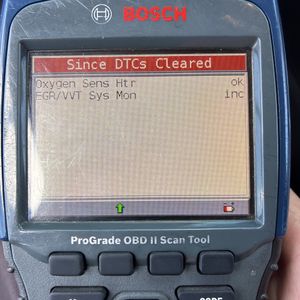 BOSCH
Since DTCs Cleared
Oxygen Sens Htr ok
EGR/VVT Sys Mon inc
ProGrade OBD II Scan Tool